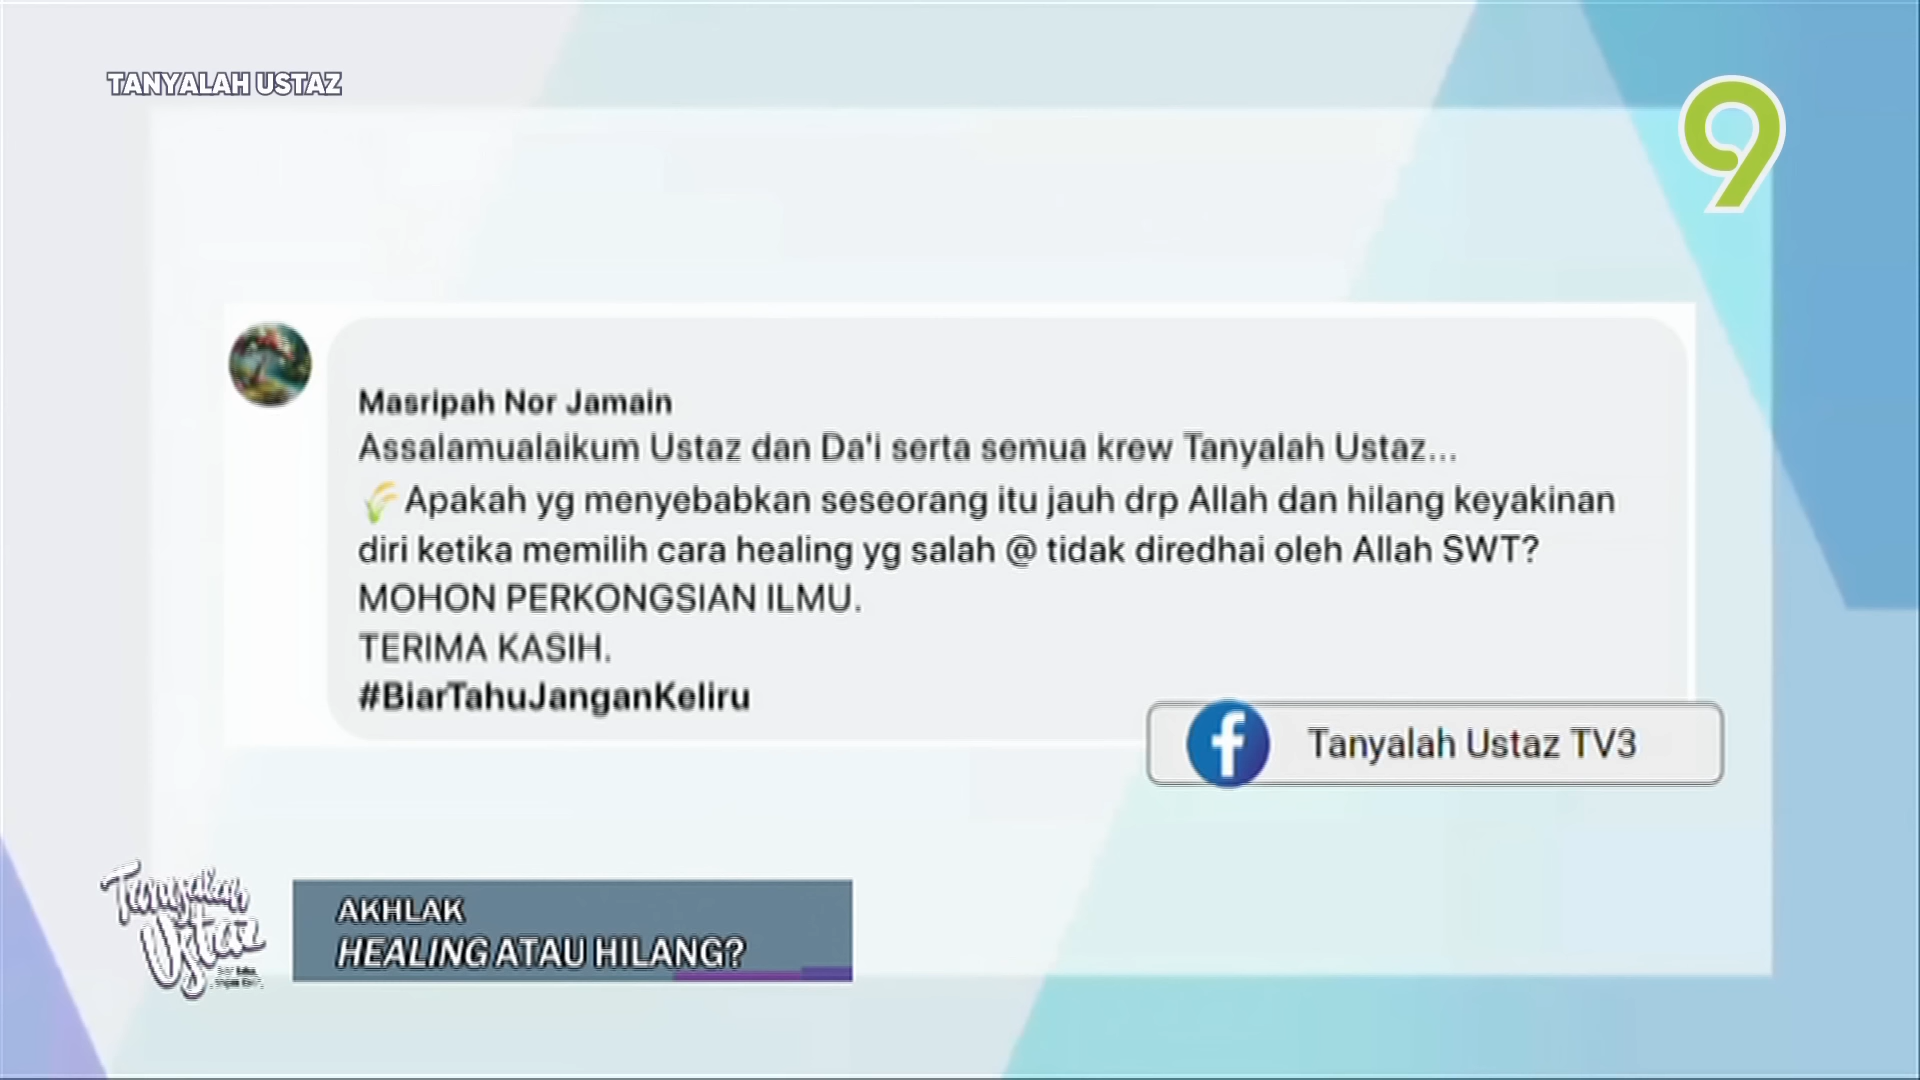 TANYALAH USTAZ
9
Masripah Nor Jamain
Assalamualaikum Ustaz dan Da'i serta semua krew Tanyalah Ustaz...
Apakah yg menyebabkan seseorang itu jauh drp Allah dan hilang keyakinan
diri ketika memilih cara healing yg salah @ tidak diredhai oleh Allah SWT?
MOHON PERKONGSIAN ILMU.
TERIMA KASIH.
#BiarTahuJanganKeliru
f Tanyalah Ustaz TV3
Tanyalah
Ustaz
AKHLAK
HEALING ATAU HILANG?